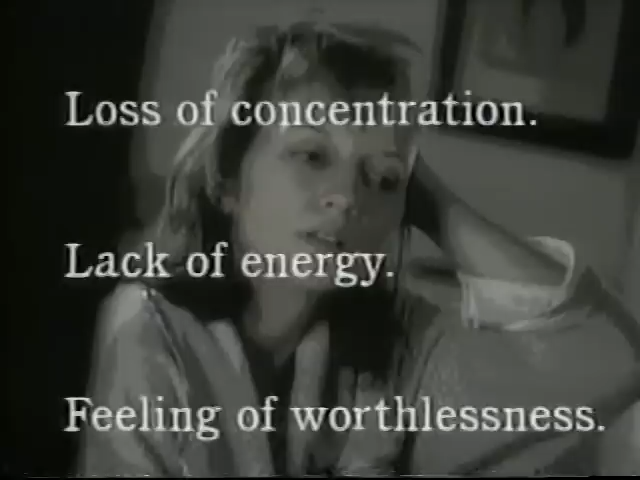 Loss of concentration.
Lack of energy.
Feeling of worthlessness.